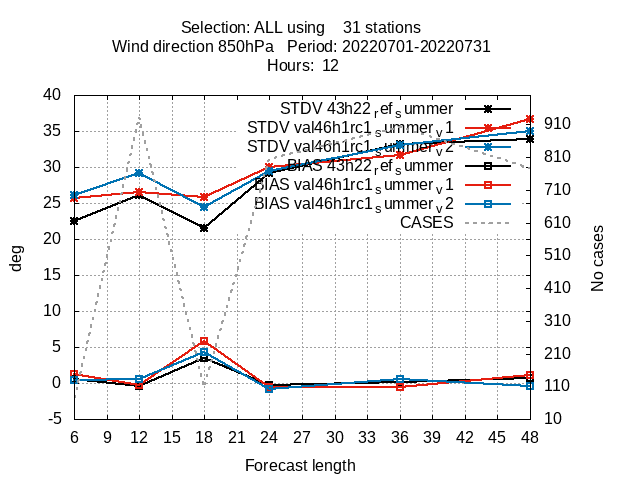 Selection: ALL using 31 stations
Wind direction 850hPa Period: 20220701-20220731
Hours: 12
40
35
30
25
20
15
10
5
0
-5
deg
STDV 43h22_ref_summer
STDV val46h1rc1_summer_v1
STDV val46h1rc1_summer_v2
BIAS 43h22_ref_summer
BIAS val46h1rc1_summer_v1
BIAS val46h1rc1_summer_v2
CASES
910
810
710
610
510
410
310
210
110
10
No cases
6 9 12 15 18 21 24 27 30 33 36 39 42 45 48
Forecast length